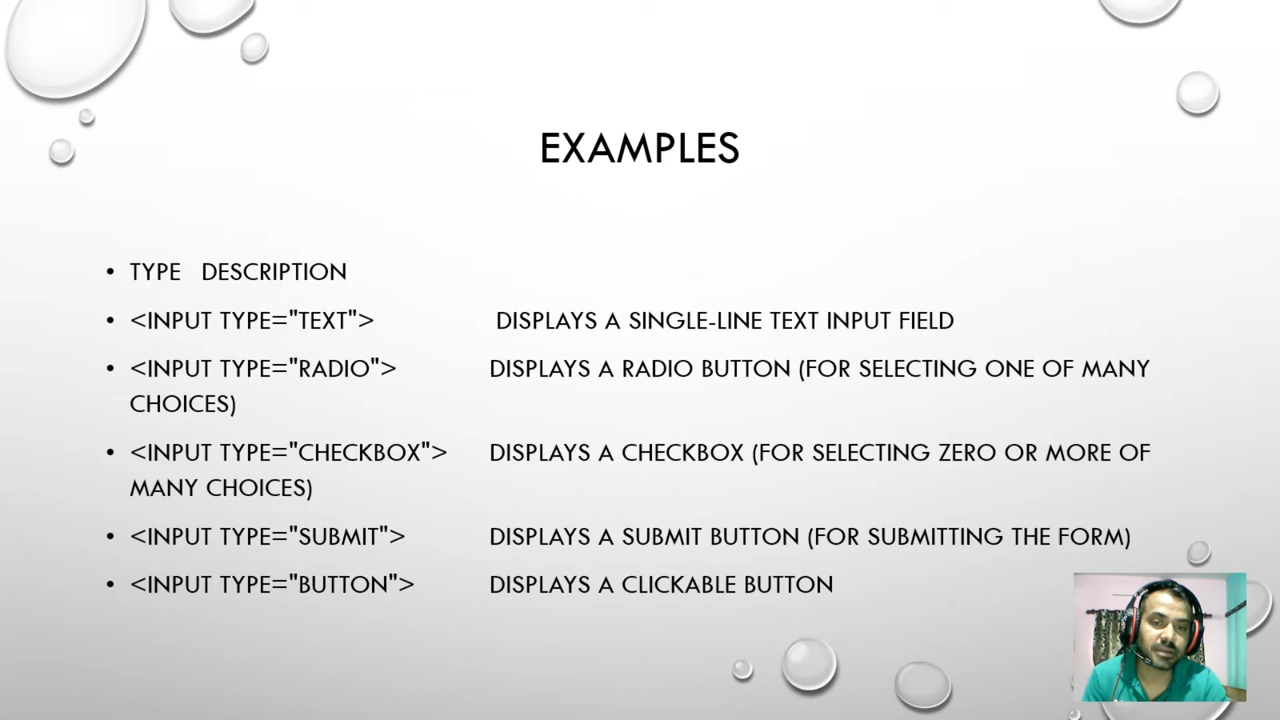 EXAMPLES
• TYPE DESCRIPTION
• <INPUT TYPE="TEXT"> DISPLAYS A SINGLE-LINE TEXT INPUT FIELD
• <INPUT TYPE="RADIO"> DISPLAYS A RADIO BUTTON (FOR SELECTING ONE OF MANY
CHOICES)
• <INPUT TYPE="CHECKBOX"> DISPLAYS A CHECKBOX (FOR SELECTING ZERO OR MORE OF
MANY CHOICES)
• <INPUT TYPE="SUBMIT"> DISPLAYS A SUBMIT BUTTON (FOR SUBMITTING THE FORM)
• <INPUT TYPE="BUTTON"> DISPLAYS A CLICKABLE BUTTON